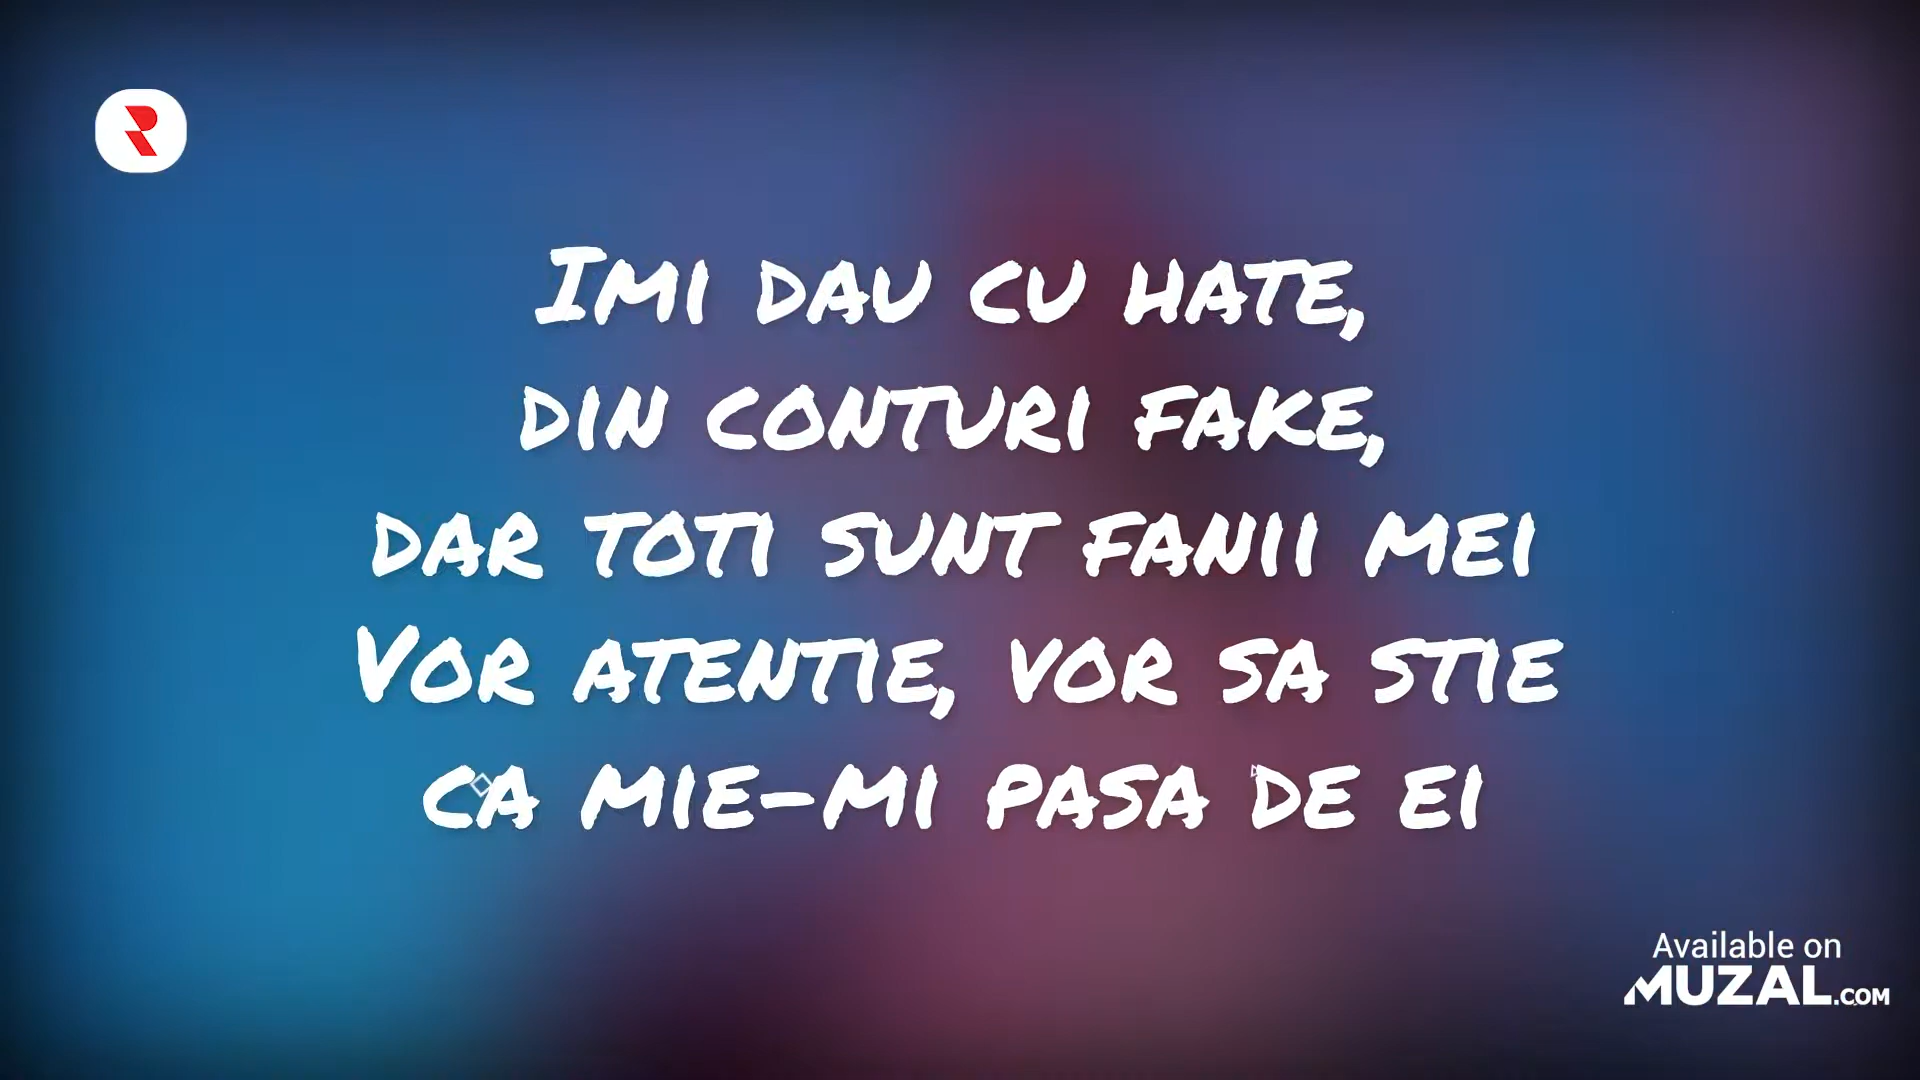 Imi dau cu hate,
din conturi fake,
dar toti sunt fanii mei
Vor atentie, vor sa stie
ca mie-mi pasa de ei
Available on
MUZAL.COM